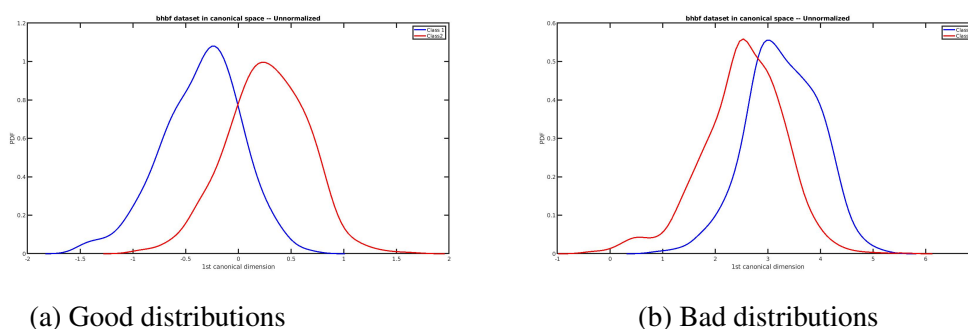 bhbf dataset in canonical space -- Unnormalized
Class 1
Class2
1.2
1
0.8
0.6
0.4
0.2
0
PDF
-2 -1.5 -1 -0.5 0 0.5 1 1.5 2
1st canonical dimension
(a) Good distributions
bhbf dataset in canonical space -- Unnormalized
Class
Class
0.6
0.5
0.4
0.3
0.2
0.1
0
PDF
-1 0 1 2 3 4 5 6
1st canonical dimension
(b) Bad distributions